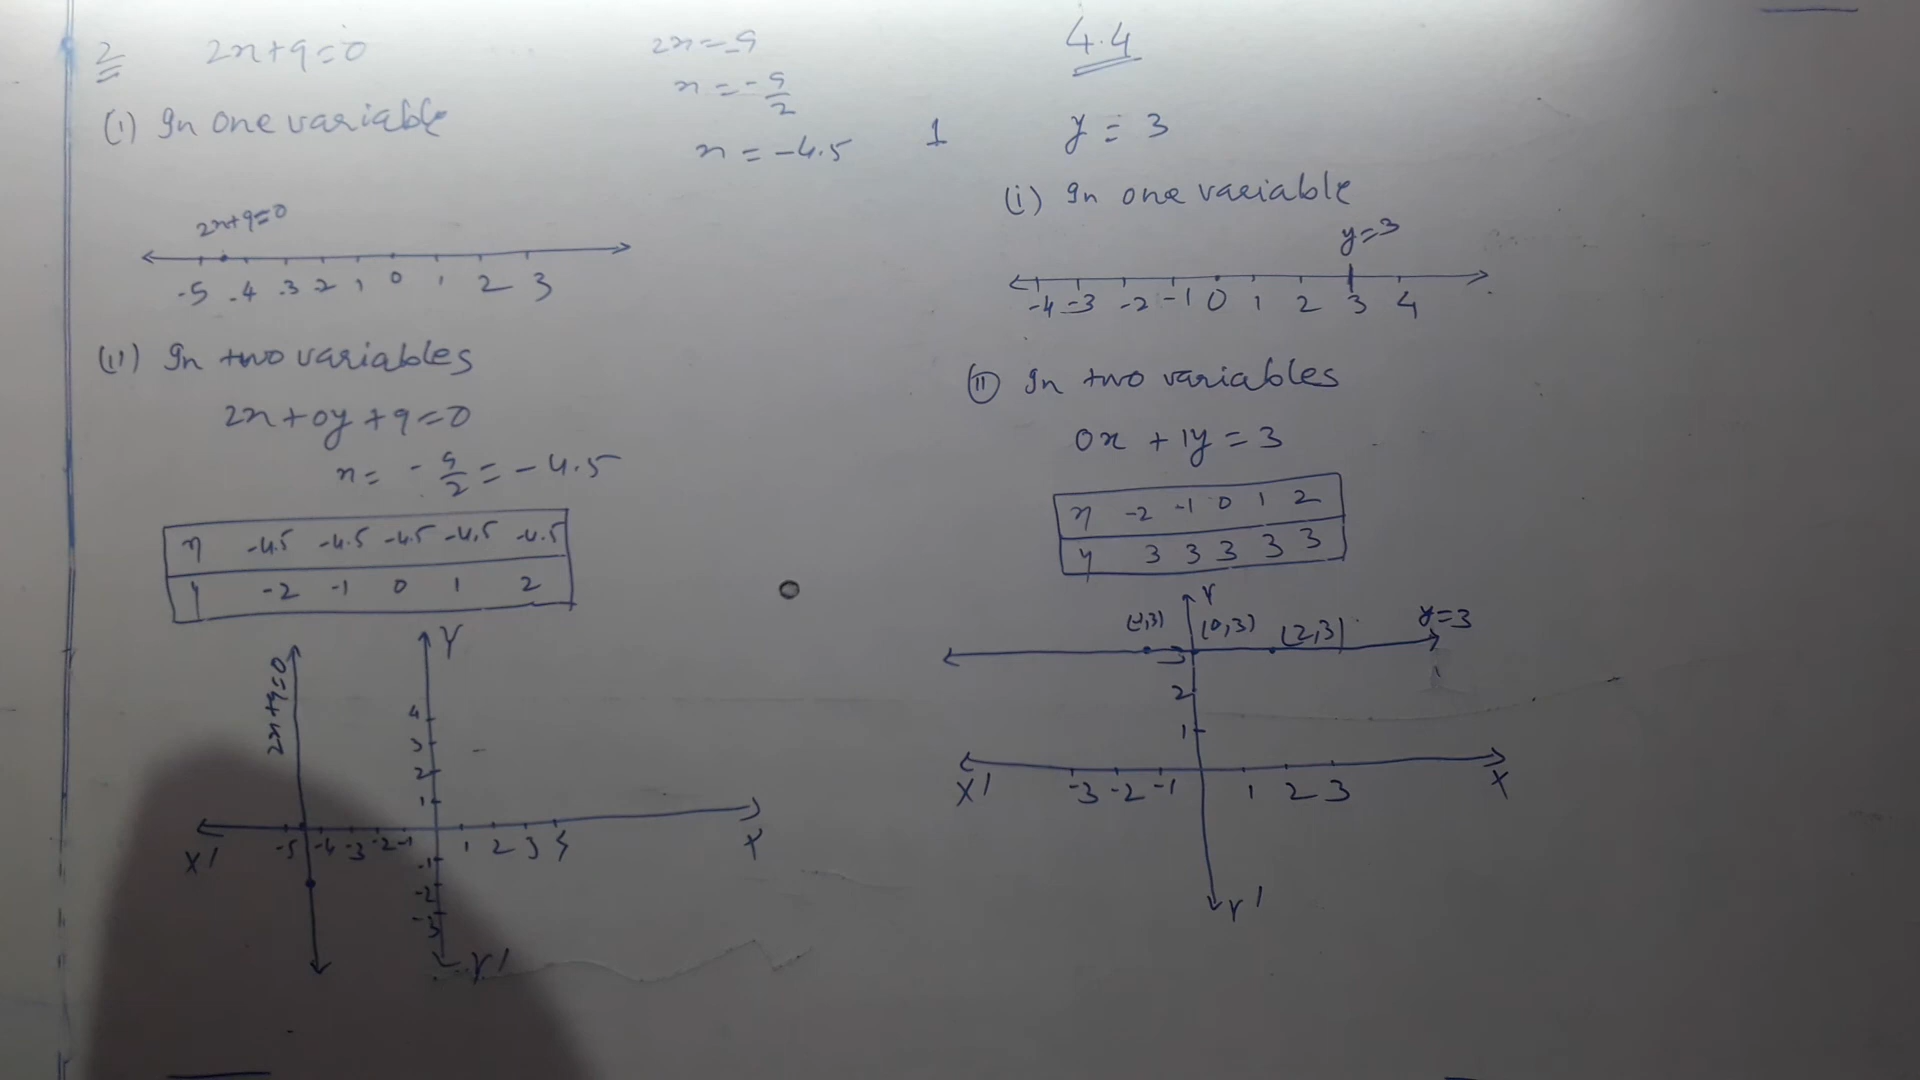 2
2x+9=0
(i) In one variable
2x=-9
x = -9/2
x = -4.5
2x+9=0
-5 -4 -3 -2 1 0 1 2 3
(ii) In two variables
2x+0y+9=0
x= -9/2 = -4.5
x -4.5 -4.5 -4.5 -4.5 -4.5
y -2 -1 0 1 2
2x+9=0
Y
4
3
2
1
X' -5 -4 -3 -2 -1 1 2 3 X
-1
-2
-3
Y'
4.4
1 y = 3
(i) In one variable
y=3
-4 -3 -2 -1 0 1 2 3 4
(ii) In two variables
0x + 1y = 3
x -2 -1 0 1 2
y 3 3 3 3 3
Y
(0,3) (2,3) y=3
3
2
1
X' -3 -2 -1 1 2 3 X
Y'